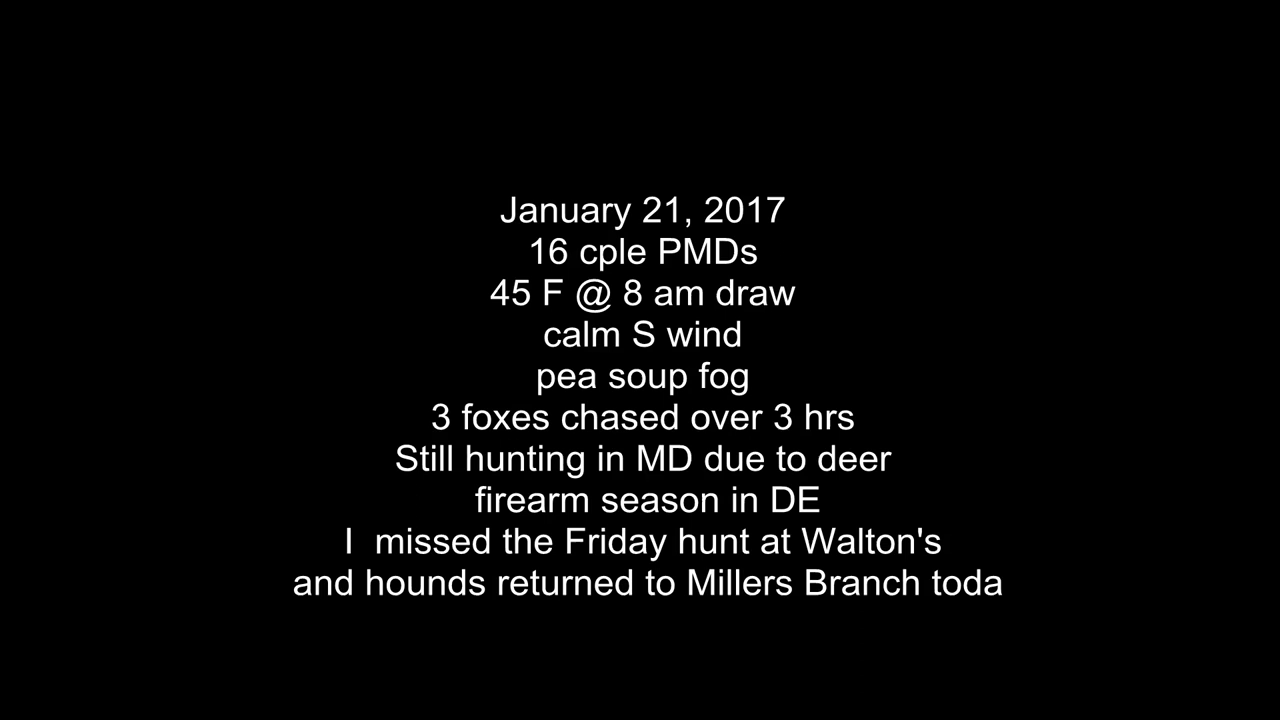 January 21, 2017
16 cple PMDs
45 F @ 8 am draw
calm S wind
pea soup fog
3 foxes chased over 3 hrs
Still hunting in MD due to deer
firearm season in DE
I  missed the Friday hunt at Walton's
and hounds returned to Millers Branch toda